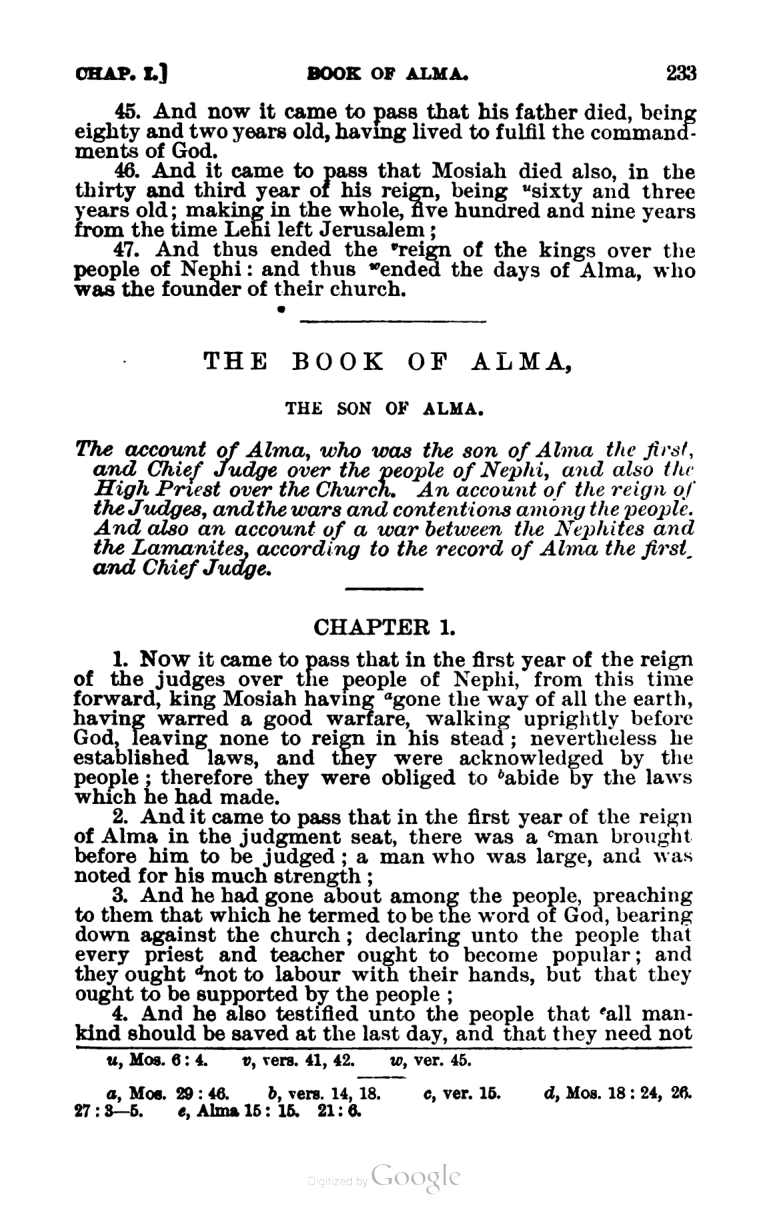 CHAP. I.] BOOK OF ALMA. 233
45. And now it came to pass that his father died, being
eighty and two years old, having lived to fulfil the command-
ments of God.
46. And it came to pass that Mosiah died also, in the
thirty and third year of his reign, being ᵘsixty and three
years old; making in the whole, five hundred and nine years
from the time Lehi left Jerusalem;
47. And thus ended the ᵛreign of the kings over the
people of Nephi: and thus ʷended the days of Alma, who
was the founder of their church.
THE BOOK OF ALMA,
THE SON OF ALMA.
The account of Alma, who was the son of Alma the first,
and Chief Judge over the people of Nephi, and also the
High Priest over the Church. An account of the reign of
the Judges, and the wars and contentions among the people.
And also an account of a war between the Nephites and
the Lamanites, according to the record of Alma the first
and Chief Judge.
CHAPTER 1.
1. Now it came to pass that in the first year of the reign
of the judges over the people of Nephi, from this time
forward, king Mosiah having ᵃgone the way of all the earth,
having warred a good warfare, walking uprightly before
God, leaving none to reign in his stead; nevertheless he
established laws, and they were acknowledged by the
people; therefore they were obliged to ᵇabide by the laws
which he had made.
2. And it came to pass that in the first year of the reign
of Alma in the judgment seat, there was a ᶜman brought
before him to be judged; a man who was large, and was
noted for his much strength;
3. And he had gone about among the people, preaching
to them that which he termed to be the word of God, bearing
down against the church; declaring unto the people that
every priest and teacher ought to become popular; and
they ought ᵈnot to labour with their hands, but that they
ought to be supported by the people;
4. And he also testified unto the people that ᵉall man-
kind should be saved at the last day, and that they need not
u, Mos. 6: 4. v, vers. 41, 42. w, ver. 45.
a, Mos. 29: 46. b, vers. 14, 18. c, ver. 15. d, Mos. 18: 24, 26.
27: 3—5. e, Alma 15: 15. 21: 6.
Digitized by Google